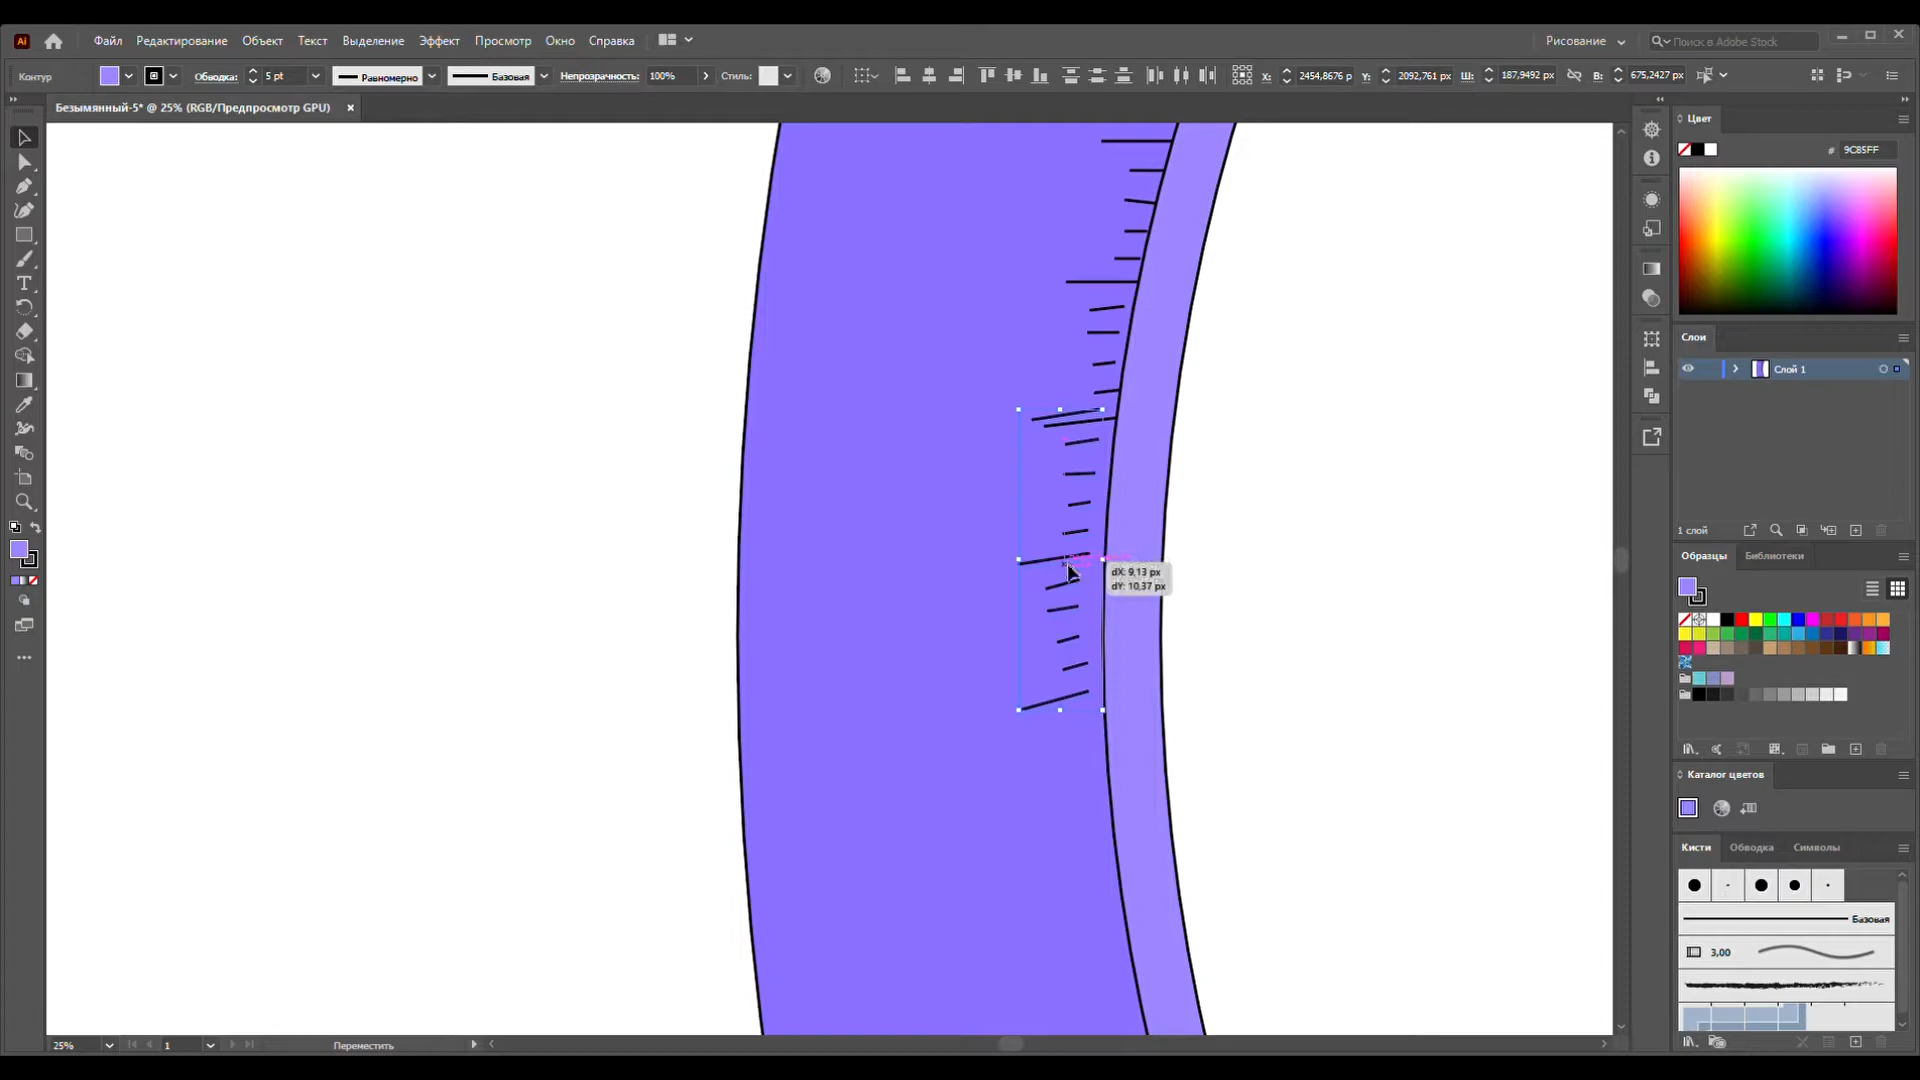 Ai Файл Редактирование Объект Текст Выделение Эффект Просмотр Окно Справка Рисование Поиск в Adobe Stock
Контур Обводка: 5 pt Равномерно Базовая Непрозрачность: 100% Стиль: X: 2454,8676 p Y: 2092,761 px Ш: 187,9492 px В: 675,2427 px
Безымянный-5* @ 25% (RGB/Предпросмотр GPU)
Цвет
# 9C85FF
Слои
Слой 1
1 слой
Образцы Библиотеки
dX: 9,13 px
dY: 10,37 px
Каталог цветов
Кисти Обводка Символы
Базовая
3,00
25% 1 Переместить